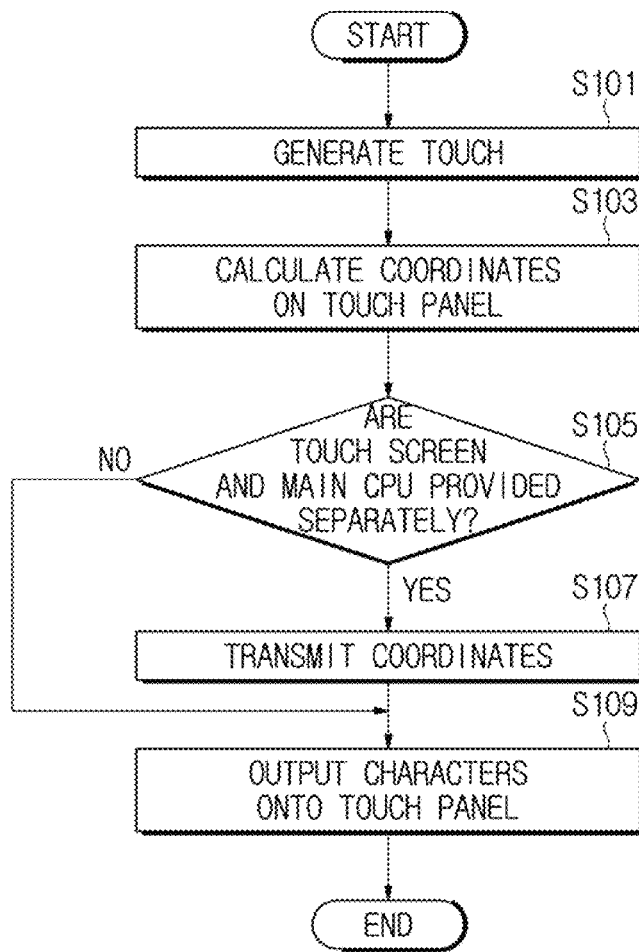 START
S101
GENERATE TOUCH
S103
CALCULATE COORDINATES
ON TOUCH PANEL
ARE
TOUCH SCREEN
AND MAIN CPU PROVIDED
SEPARATELY?
S105
NO
YES
S107
TRANSMIT COORDINATES
S109
OUTPUT CHARACTERS
ONTO TOUCH PANEL
END